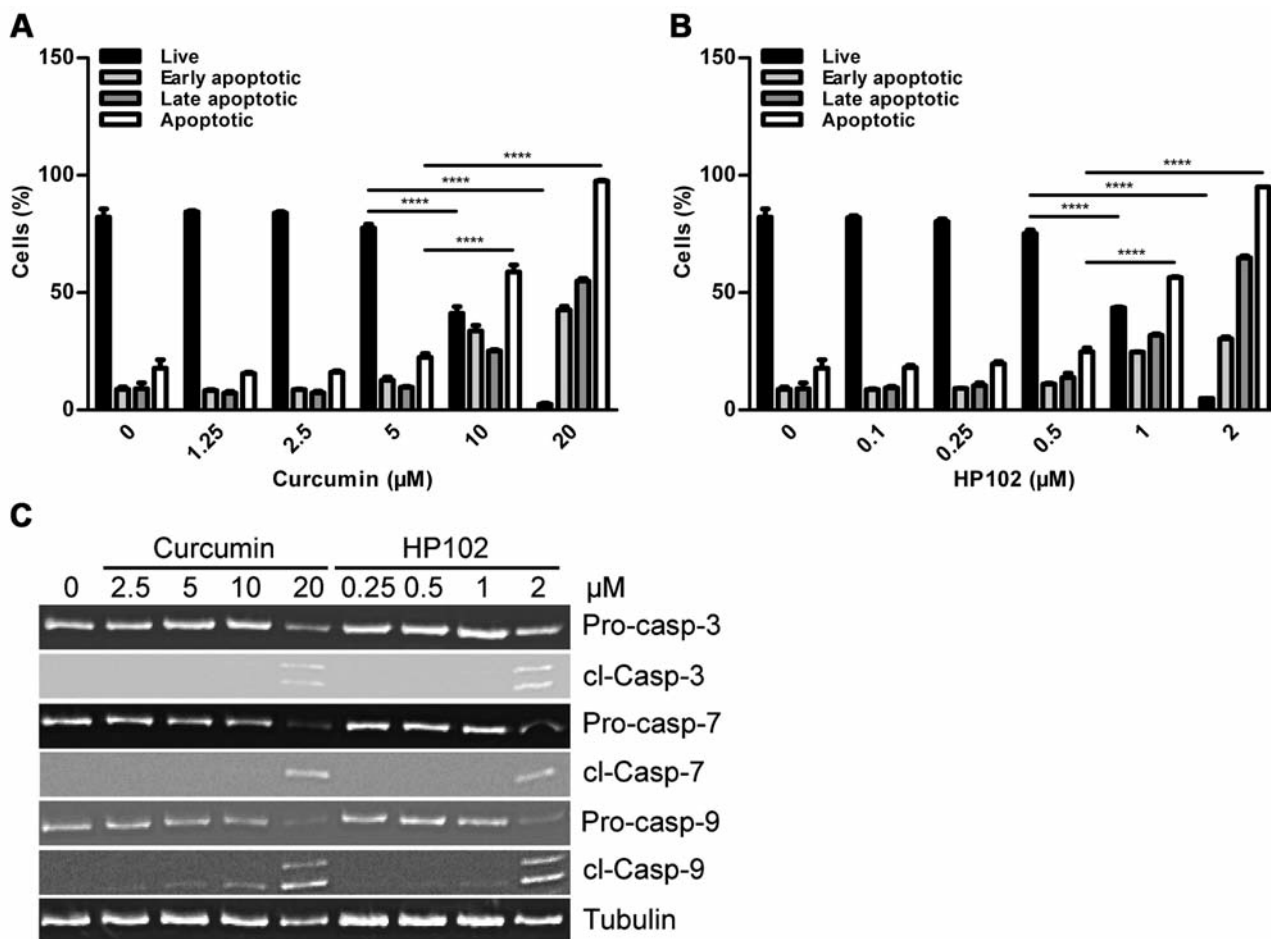 A
150
100
50
0
Cells (%)
Live
Early apoptotic
Late apoptotic
Apoptotic
****
****
****
****
0 1.25 2.5 5 10 20
Curcumin (µM)
B
150
100
50
0
Cells (%)
Live
Early apoptotic
Late apoptotic
Apoptotic
****
****
****
****
0 0.1 0.25 0.5 1 2
HP102 (µM)
C
Curcumin HP102
0 2.5 5 10 20 0.25 0.5 1 2 µM
Pro-casp-3
cl-Casp-3
Pro-casp-7
cl-Casp-7
Pro-casp-9
cl-Casp-9
Tubulin